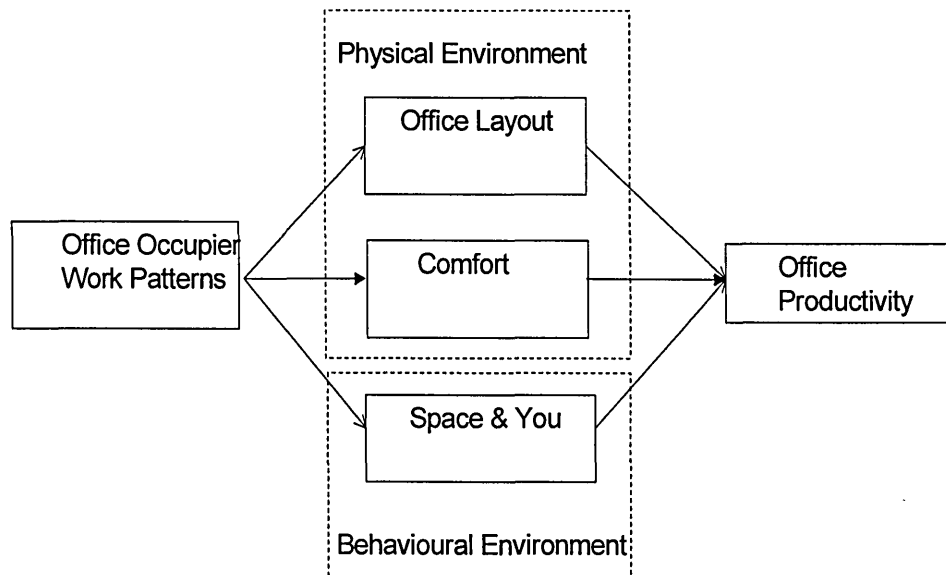 Physical Environment
Office Layout
Office Occupier
Work Patterns
Comfort
Office
Productivity
Space & You
Behavioural Environment